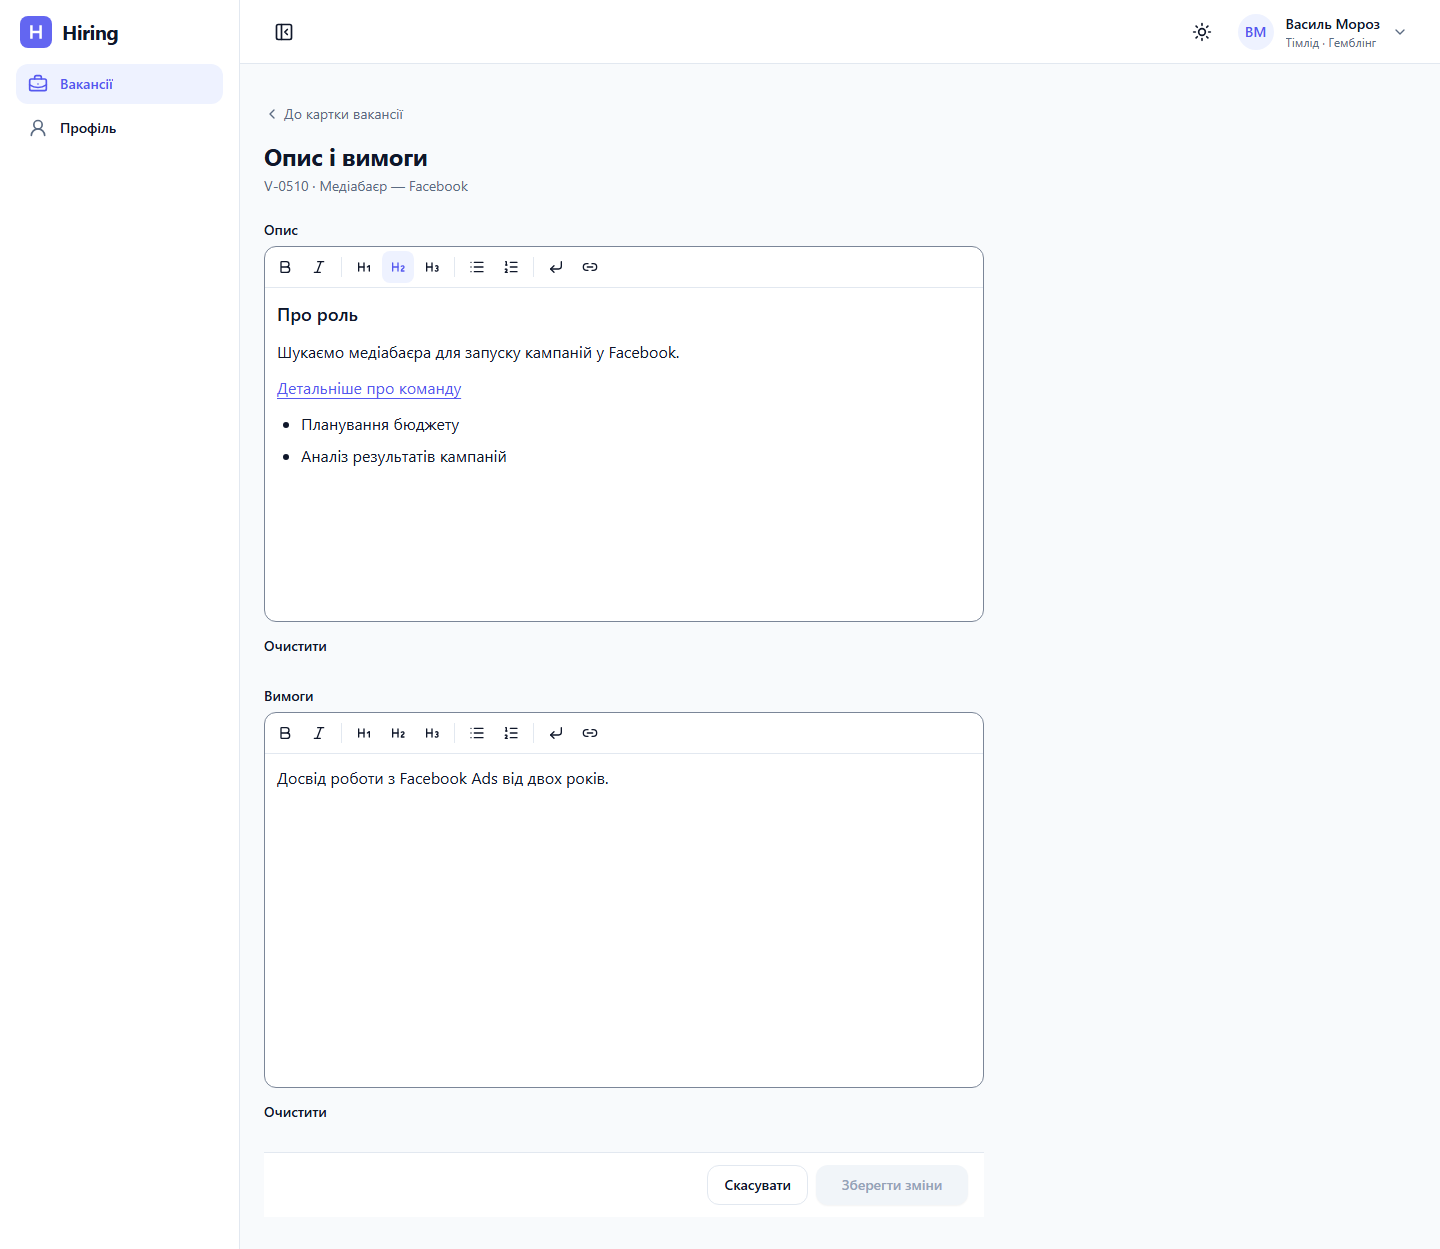 H Hiring
Василь Мороз
ВМ
Тімлід · Гемблінг
Вакансії
Профіль
До картки вакансії
Опис і вимоги
V-0510 · Медіабаєр — Facebook
Опис
B I H1 H2 H3
Про роль
Шукаємо медіабаєра для запуску кампаній у Facebook.
Детальніше про команду
• Планування бюджету
• Аналіз результатів кампаній
Очистити
Вимоги
B I H1 H2 H3
Досвід роботи з Facebook Ads від двох років.
Очистити
Скасувати Зберегти зміни